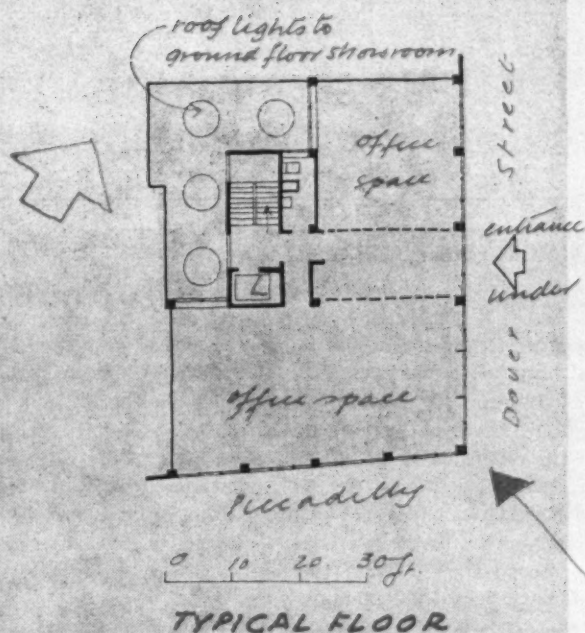 roof lights to
ground floor showroom
office
space
Dover Street
entrance
under
office space
Piccadilly
0 10 20 30 ft.
TYPICAL FLOOR